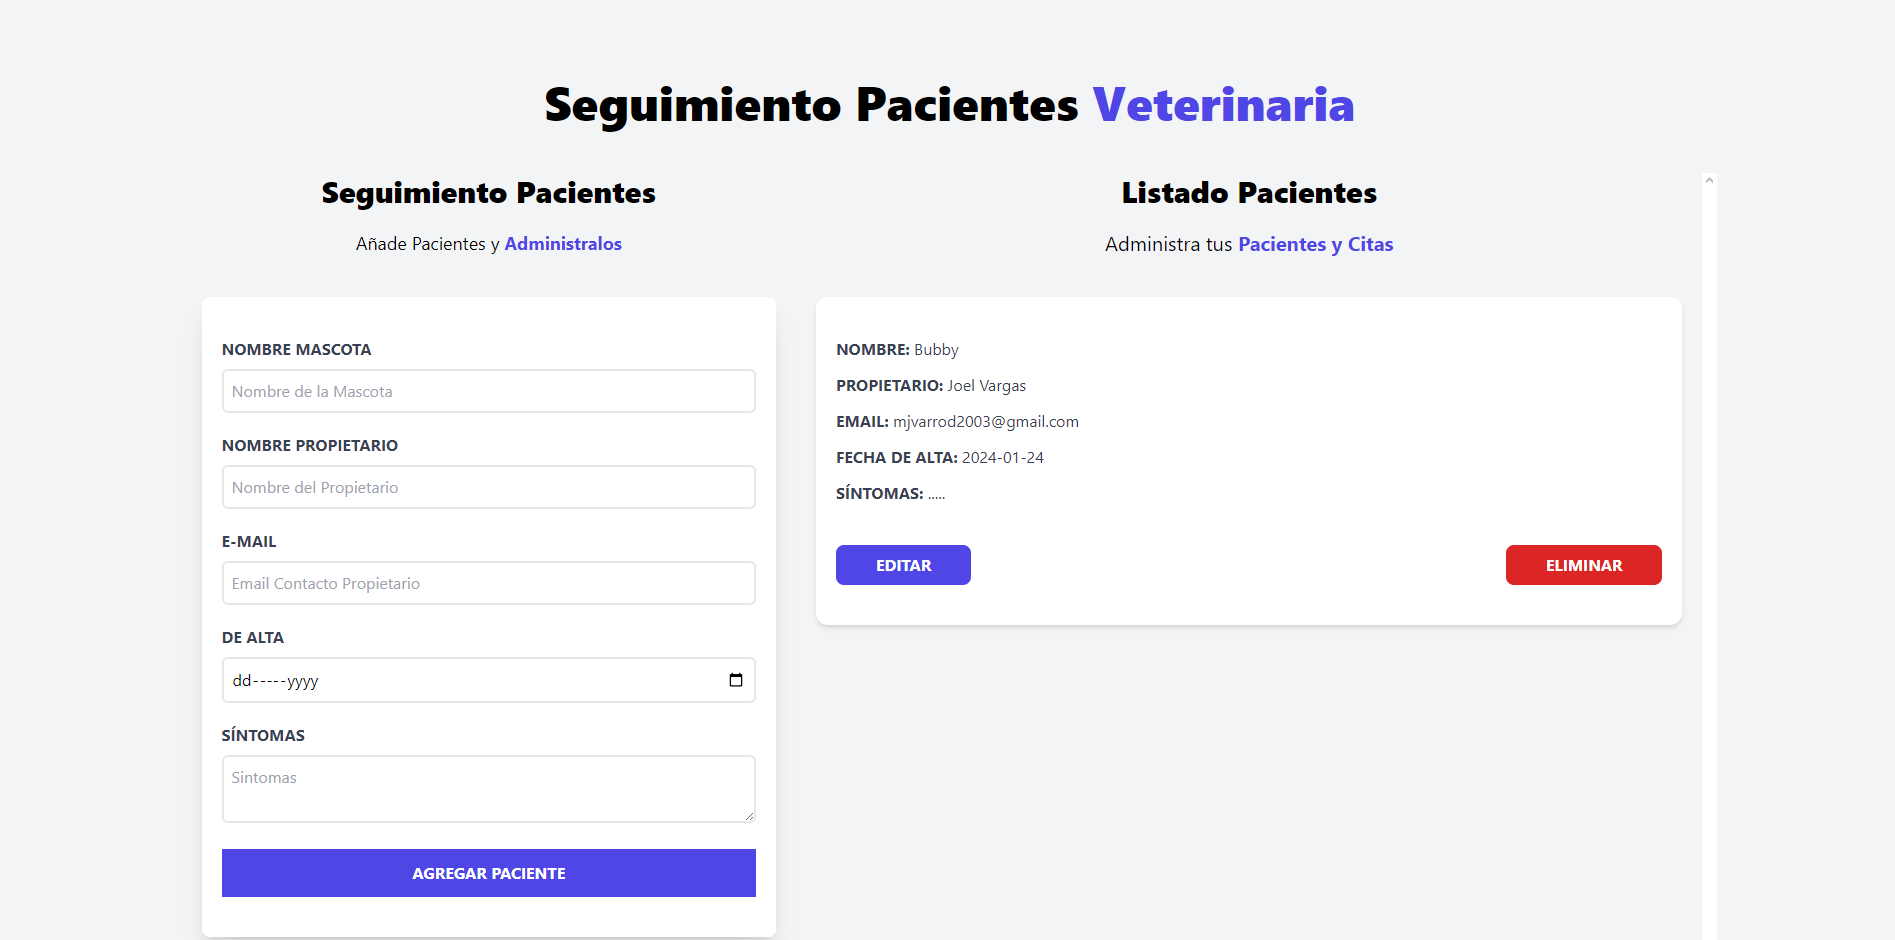 Seguimiento Pacientes Veterinaria
Seguimiento Pacientes
Añade Pacientes y Administralos
NOMBRE MASCOTA
Nombre de la Mascota
NOMBRE PROPIETARIO
Nombre del Propietario
E-MAIL
Email Contacto Propietario
DE ALTA
dd-----yyyy
SÍNTOMAS
Sintomas
AGREGAR PACIENTE
Listado Pacientes
Administra tus Pacientes y Citas
NOMBRE: Bubby
PROPIETARIO: Joel Vargas
EMAIL: mjvarrod2003@gmail.com
FECHA DE ALTA: 2024-01-24
SÍNTOMAS: .....
EDITAR
ELIMINAR